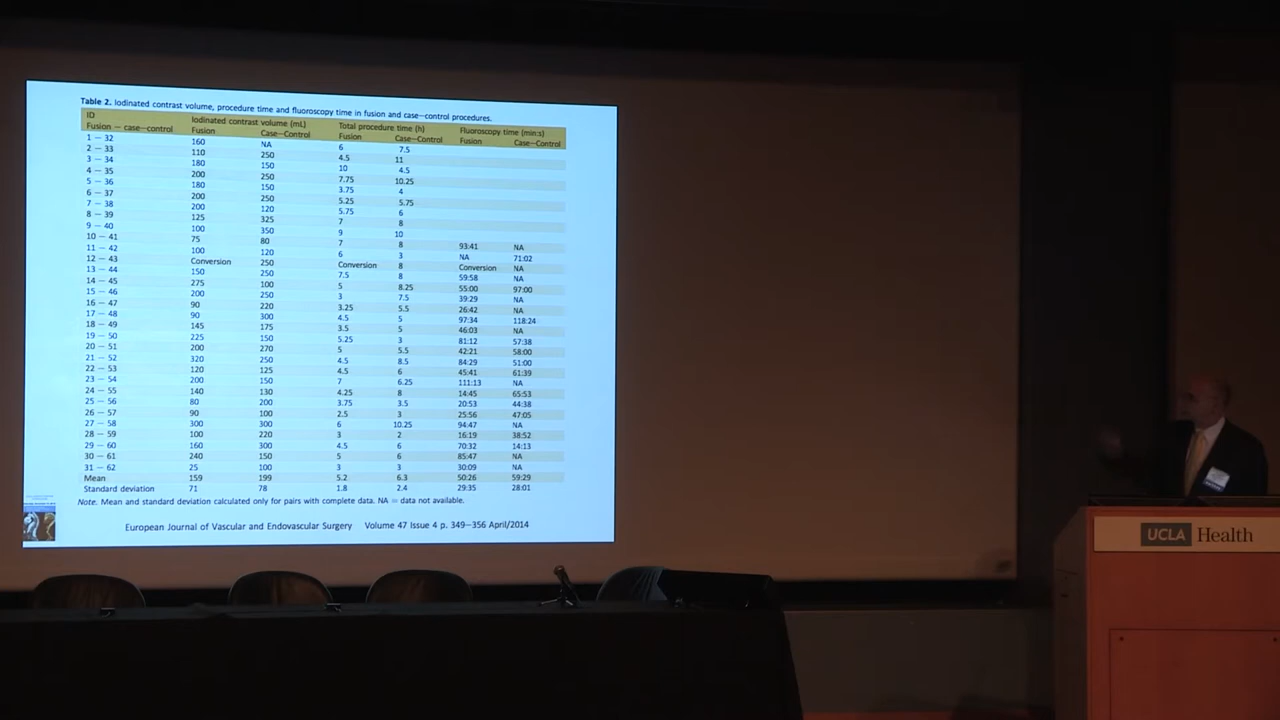 Table 2. Iodinated contrast volume, procedure time and fluoroscopy time in fusion and case–control procedures.
ID Iodinated contrast volume (mL) Total procedure time (h) Fluoroscopy time (min:s)
Fusion – case–control Fusion Case–Control Fusion Case–Control Fusion Case–Control
1 – 32 160 NA 6 7.5
2 – 33 110 250 4.5 11
3 – 34 180 150 10 4.5
4 – 35 200 250 7.75 10.25
5 – 36 180 150 3.75 4
6 – 37 200 250 5.25 5.75
7 – 38 200 120 5.75 6
8 – 39 125 325 7 8
9 – 40 100 350 9 10
10 – 41 75 80 7 8 93:41 NA
11 – 42 100 120 6 3 NA 71:02
12 – 43 Conversion 250 Conversion 8 Conversion NA
13 – 44 150 250 7.5 8 59:58 NA
14 – 45 275 100 5 8.25 55:00 97:00
15 – 46 200 250 3 7.5 39:29 NA
16 – 47 90 220 3.25 5.5 26:42 NA
17 – 48 90 300 4.5 5 97:34 118:24
18 – 49 145 175 3.5 5 46:03 NA
19 – 50 225 150 5.25 3 81:12 57:38
20 – 51 200 270 5 5.5 42:21 58:00
21 – 52 320 250 4.5 8.5 84:29 51:00
22 – 53 120 125 4.5 6 45:41 61:39
23 – 54 200 150 7 6.25 111:13 NA
24 – 55 140 130 4.25 8 14:45 65:53
25 – 56 80 200 3.75 3.5 20:53 44:38
26 – 57 90 100 2.5 3 25:56 47:05
27 – 58 300 300 6 10.25 94:47 NA
28 – 59 100 220 3 2 16:19 38:52
29 – 60 160 300 4.5 6 70:32 14:13
30 – 61 240 150 5 6 85:47 NA
31 – 62 25 100 3 3 30:09 NA
Mean 159 199 5.2 6.3 50:26 59:29
Standard deviation 71 78 1.8 2.4 29:35 28:01
Note. Mean and standard deviation calculated only for pairs with complete data. NA = data not available.
European Journal of Vascular and Endovascular Surgery Volume 47 Issue 4 p. 349–356 April/2014
UCLA Health